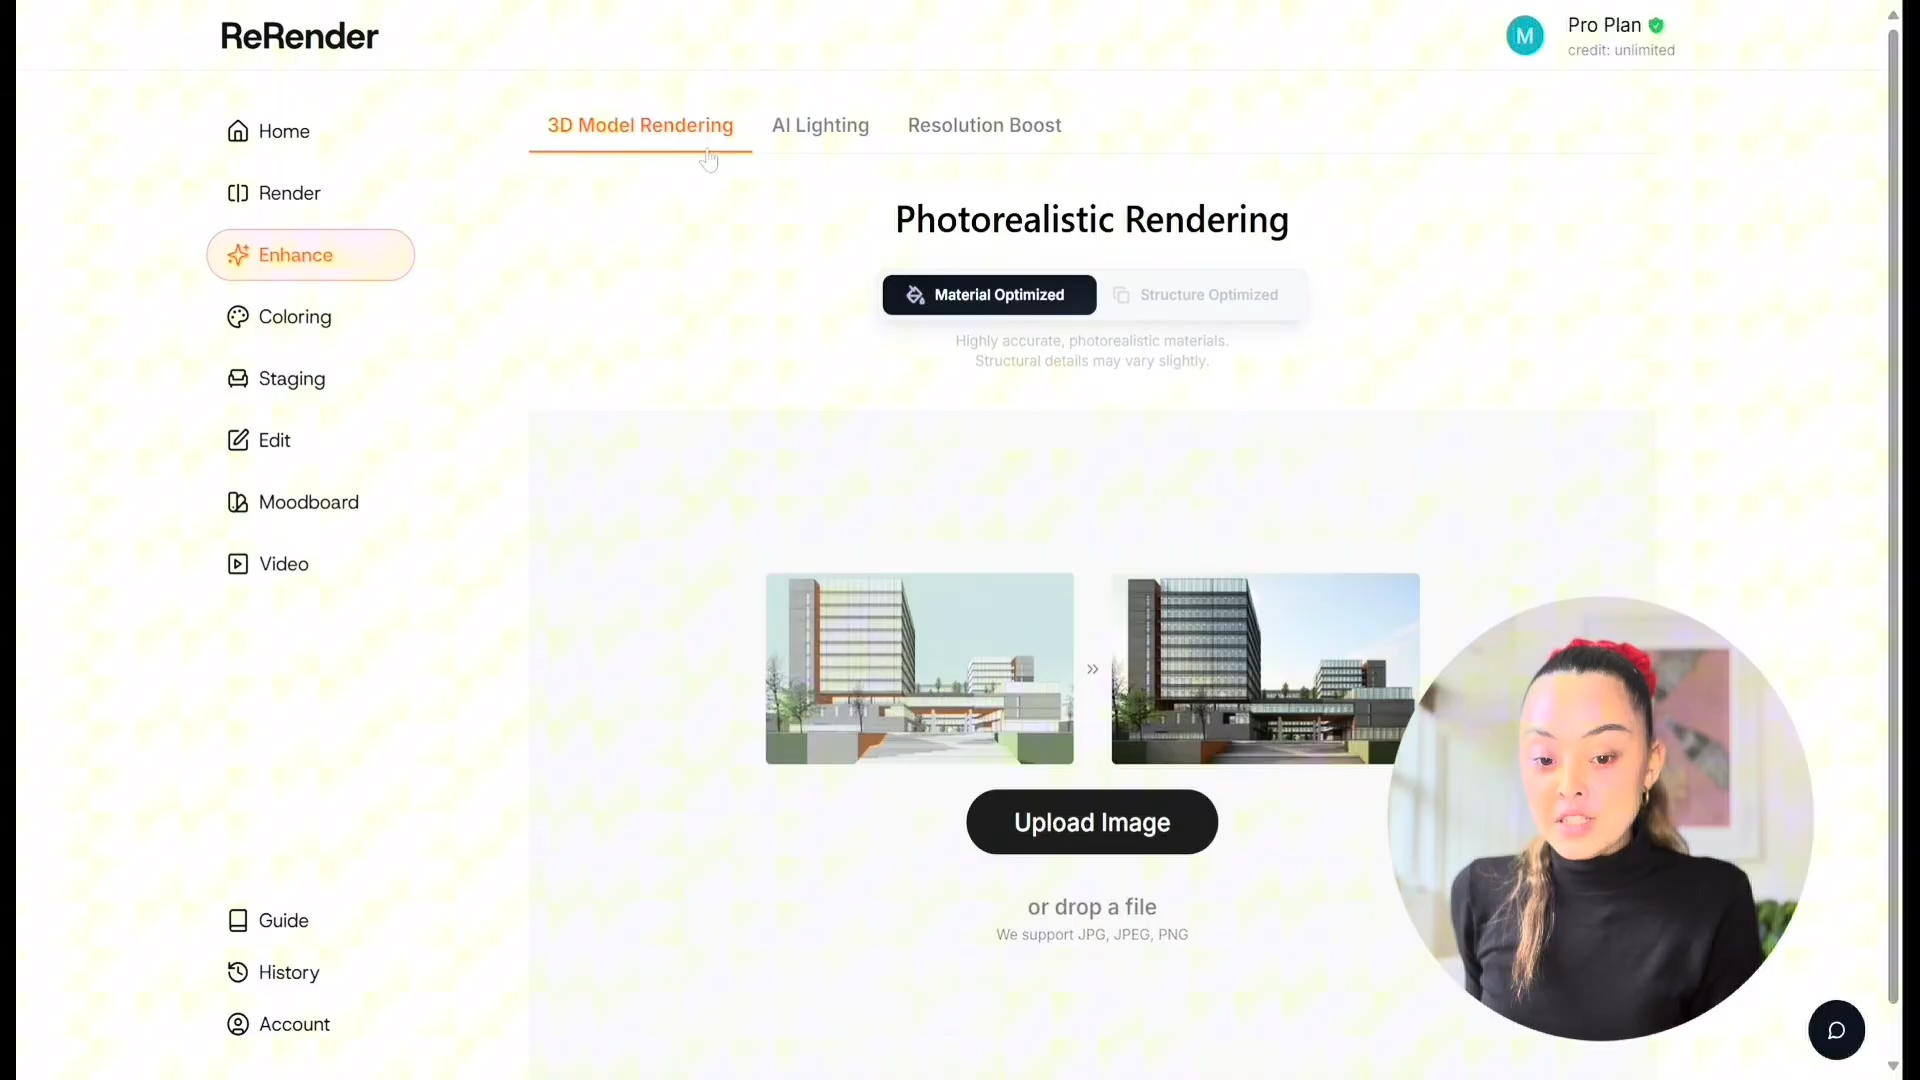 ReRender
M
Pro Plan
credit: unlimited
Home
Render
Enhance
Coloring
Staging
Edit
Moodboard
Video
Guide
History
Account
3D Model Rendering
AI Lighting
Resolution Boost
Photorealistic Rendering
Material Optimized
Structure Optimized
Highly accurate, photorealistic materials.
Structural details may vary slightly.
Upload Image
or drop a file
We support JPG, JPEG, PNG